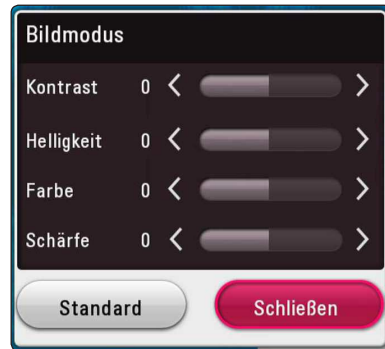 Bildmodus
Kontrast 0
Helligkeit 0
Farbe 0
Schärfe 0
Standard Schließen